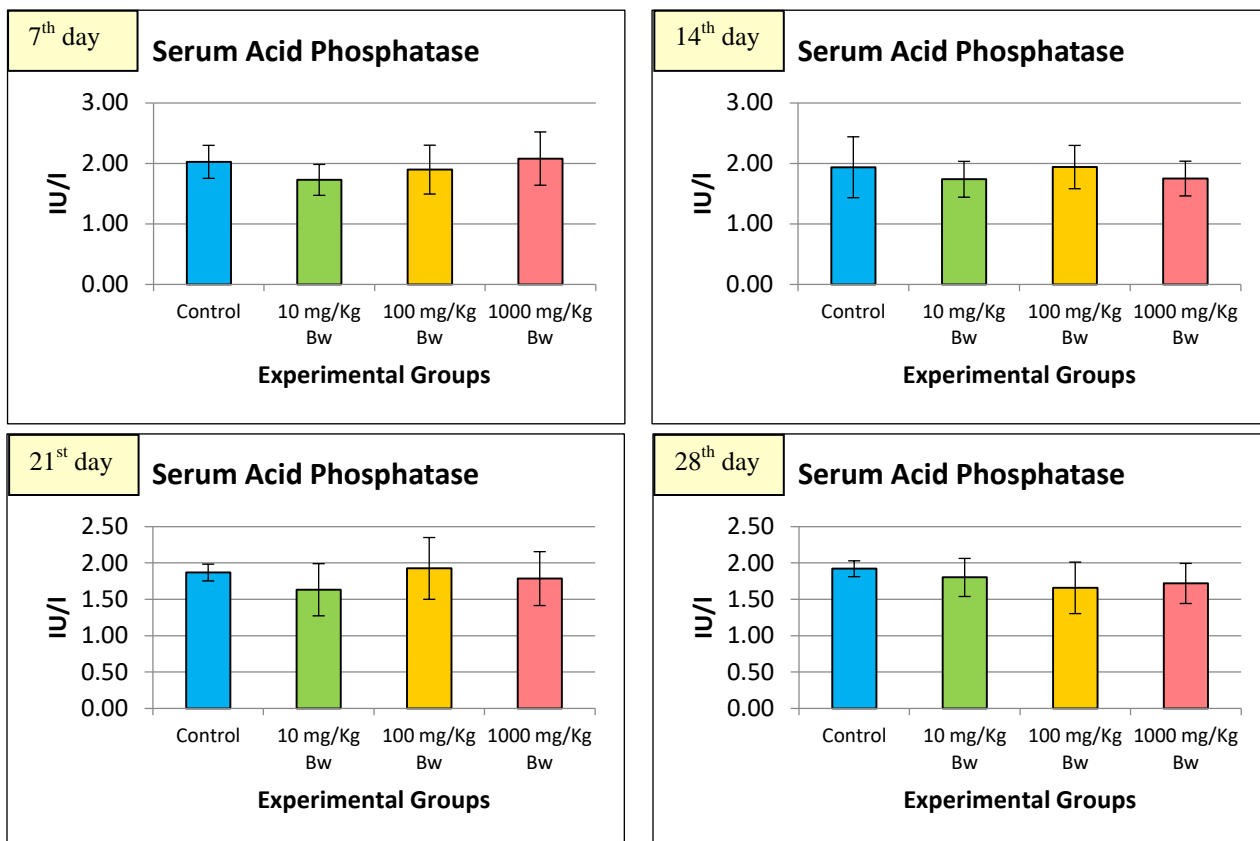 7th day
Serum Acid Phosphatase
3.00
2.00
1.00
0.00
IU/l
Control
10 mg/Kg
Bw
100 mg/Kg
Bw
1000 mg/Kg
Bw
Experimental Groups
14th day
Serum Acid Phosphatase
3.00
2.00
1.00
0.00
IU/l
Control
10 mg/Kg
Bw
100 mg/Kg
Bw
1000 mg/Kg
Bw
Experimental Groups
21st day
Serum Acid Phosphatase
2.50
2.00
1.50
1.00
0.50
0.00
IU/l
Control
10 mg/Kg
Bw
100 mg/Kg
Bw
1000 mg/Kg
Bw
Experimental Groups
28th day
Serum Acid Phosphatase
2.50
2.00
1.50
1.00
0.50
0.00
IU/l
Control
10 mg/Kg
Bw
100 mg/Kg
Bw
1000 mg/Kg
Bw
Experimental Groups